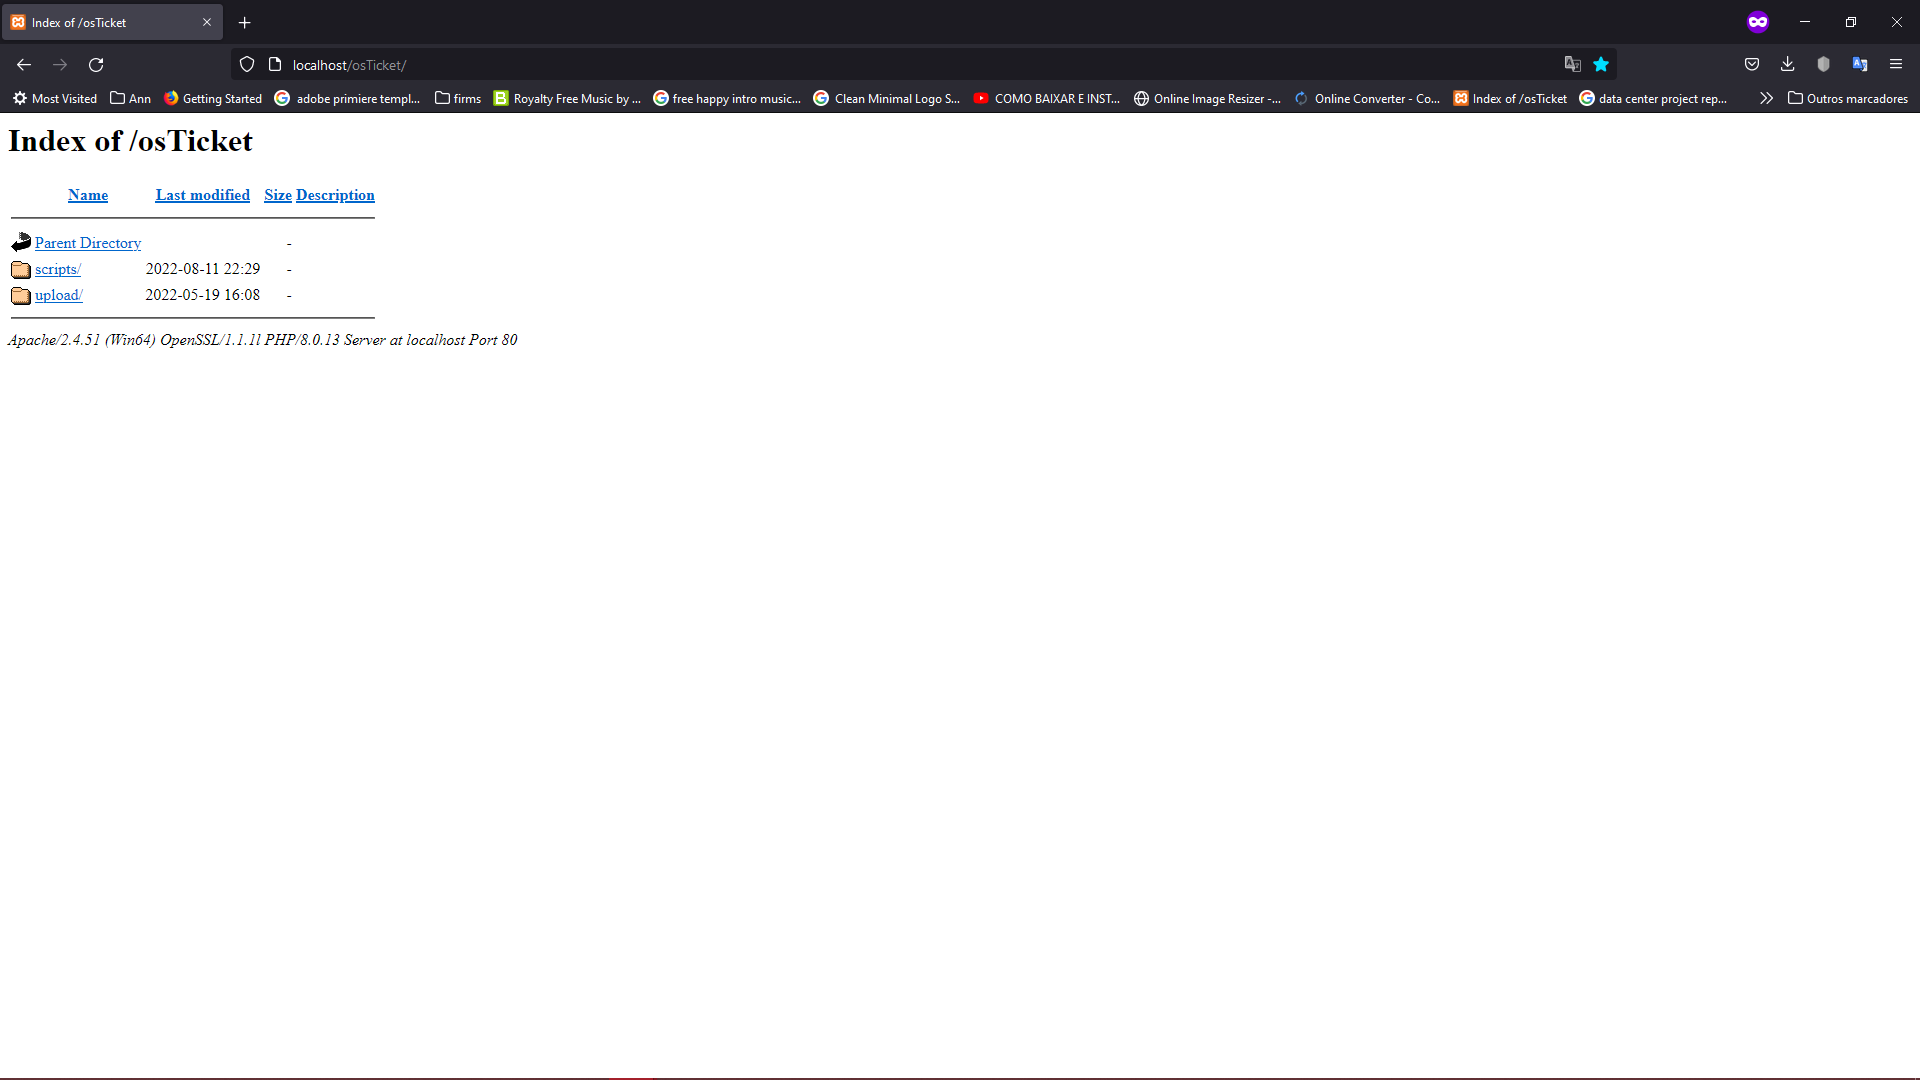 Index of /osTicket
localhost/osTicket/
Most Visited Ann Getting Started adobe primiere templ... firms Royalty Free Music by ... free happy intro music... Clean Minimal Logo S... COMO BAIXAR E INST... Online Image Resizer -... Online Converter - Co... Index of /osTicket data center project rep... Outros marcadores
Index of /osTicket
Name Last modified Size Description
Parent Directory -
scripts/ 2022-08-11 22:29 -
upload/ 2022-05-19 16:08 -
Apache/2.4.51 (Win64) OpenSSL/1.1.1l PHP/8.0.13 Server at localhost Port 80